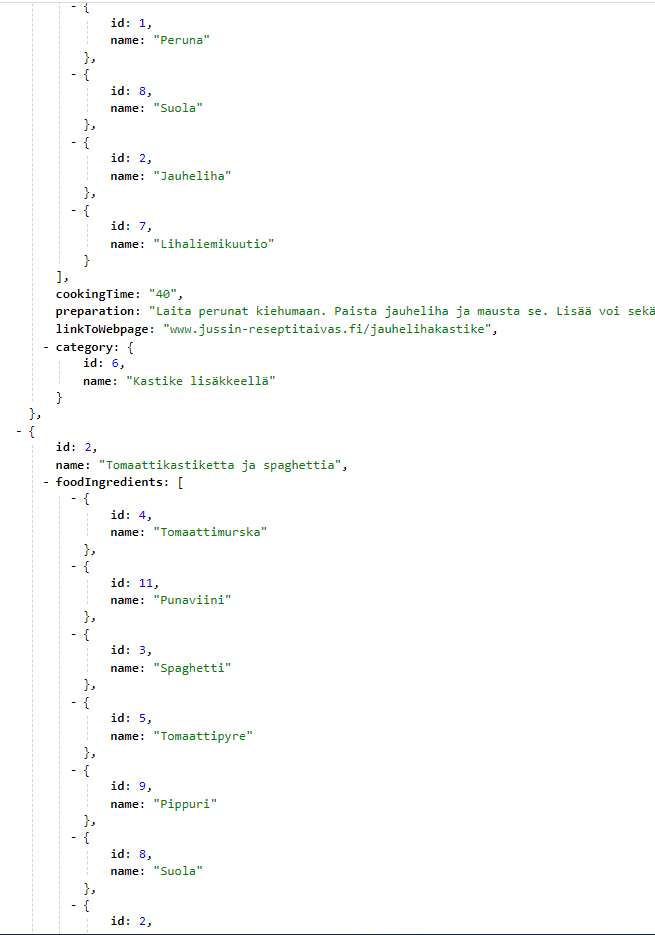 - {
id: 1,
name: "Peruna"
},
- {
id: 8,
name: "Suola"
},
- {
id: 2,
name: "Jauheliha"
},
- {
id: 7,
name: "Lihaliemikuutio"
}
],
cookingTime: "40",
preparation: "Laita perunat kiehumaan. Paista jauheliha ja mausta se. Lisää voi sekä
linkToWebpage: "www.jussin-reseptitaivas.fi/jauhelihakastike",
- category: {
id: 6,
name: "Kastike lisäkkeellä"
}
},
- {
id: 2,
name: "Tomaattikastiketta ja spaghettia",
- foodIngredients: [
- {
id: 4,
name: "Tomaattimurska"
},
- {
id: 11,
name: "Punaviini"
},
- {
id: 3,
name: "Spaghetti"
},
- {
id: 5,
name: "Tomaattipyre"
},
- {
id: 9,
name: "Pippuri"
},
- {
id: 8,
name: "Suola"
},
- {
id: 2,